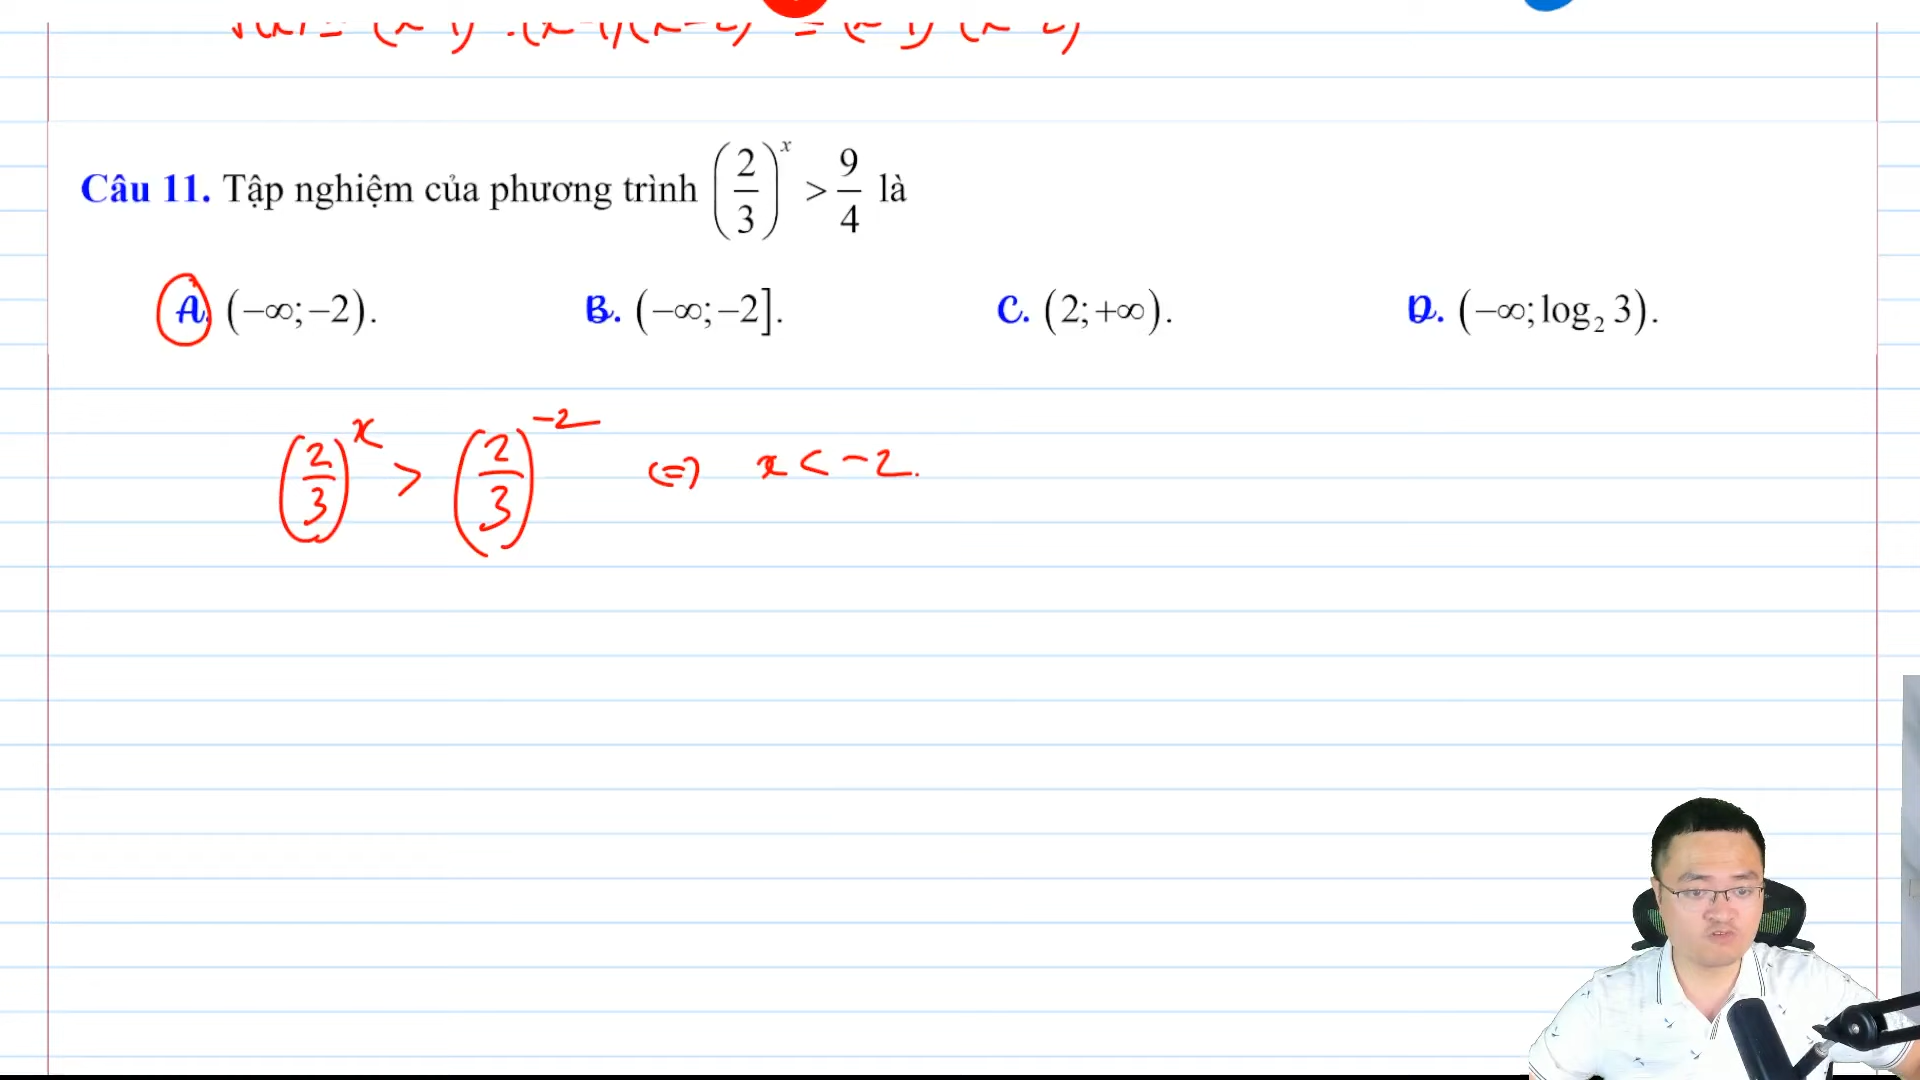 Câu 11. Tập nghiệm của phương trình (2/3)^x > 9/4 là
A. (−∞;−2). B. (−∞;−2]. C. (2;+∞). D. (−∞;log₂ 3).
(2/3)^x > (2/3)^−2 ⇔ x < −2.